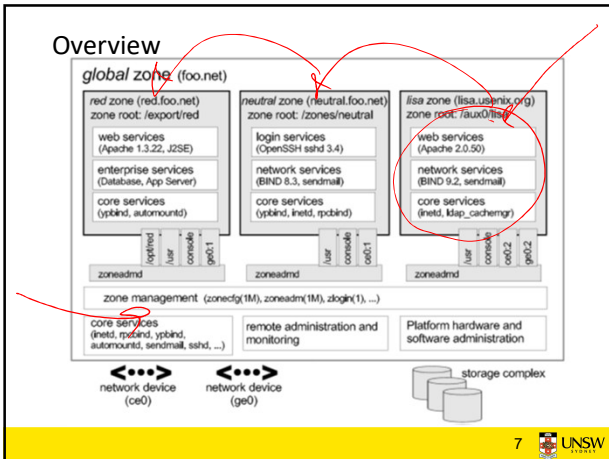 Overview
global zone (foo.net)
red zone (red.foo.net)
zone root: /export/red
web services
(Apache 1.3.22, J2SE)
enterprise services
(Database, App Server)
core services
(ypbind, automountd)
neutral zone (neutral.foo.net)
zone root: /zones/neutral
login services
(OpenSSH sshd 3.4)
network services
(BIND 8.3, sendmail)
core services
(ypbind, inetd, rpcbind)
lisa zone (lisa.usenix.org)
zone root: /aux0/lisa
web services
(Apache 2.0.50)
network services
(BIND 9.2, sendmail)
core services
(inetd, ldap_cachemgr)
/opt/red
/usr
console
ge0:1
zoneadmd
/usr
console
ce0:1
zoneadmd
/usr
console
ce0:2
ge0:2
zoneadmd
zone management (zonecfg(1M), zoneadm(1M), zlogin(1), ...)
core services
(inetd, rpcbind, ypbind,
automountd, sendmail, sshd, ...)
remote administration and
monitoring
Platform hardware and
software administration
network device
(ce0)
network device
(ge0)
storage complex
7
UNSW
SYDNEY